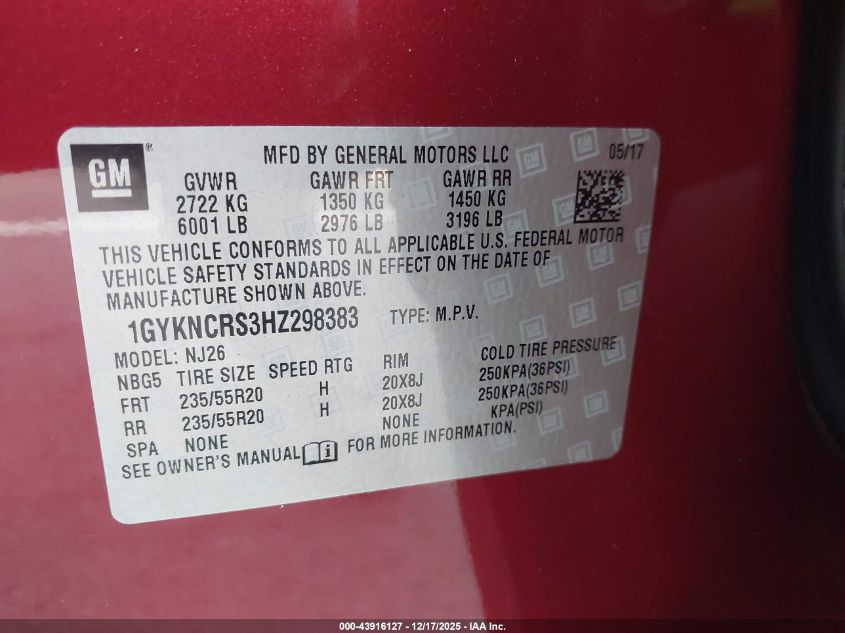 GM®
MFD BY GENERAL MOTORS LLC 05/17
GVWR GAWR FRT GAWR RR
2722 KG 1350 KG 1450 KG
6001 LB 2976 LB 3196 LB
THIS VEHICLE CONFORMS TO ALL APPLICABLE U.S. FEDERAL MOTOR
VEHICLE SAFETY STANDARDS IN EFFECT ON THE DATE OF
MANUFACTURE SHOWN ABOVE.
1GYKNCRS3HZ298383 TYPE: M.P.V.
MODEL: NJ26
NBG5 TIRE SIZE SPEED RTG RIM COLD TIRE PRESSURE
FRT 235/55R20 H 20X8J 250KPA(36PSI)
RR 235/55R20 H 20X8J 250KPA(36PSI)
SPA NONE NONE KPA(PSI)
SEE OWNER'S MANUAL i FOR MORE INFORMATION.
000-43916127 - 12/17/2025 - IAA Inc.